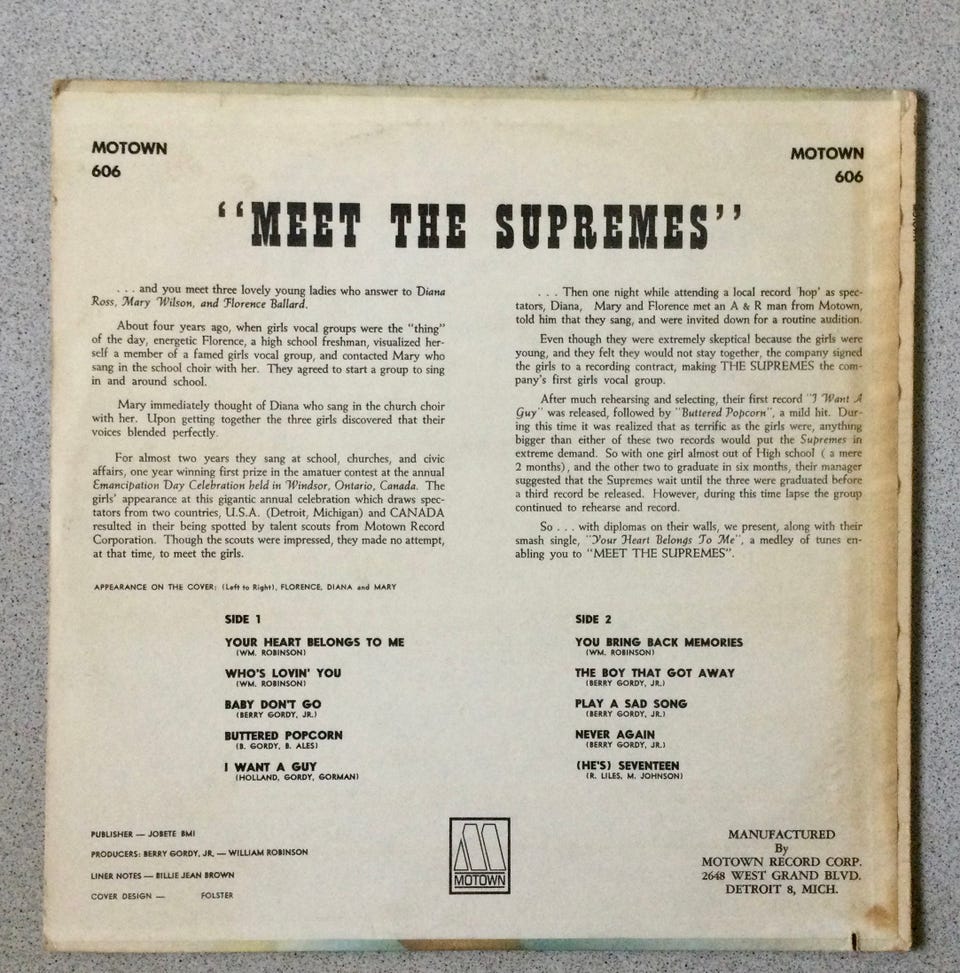 MOTOWN
606
MOTOWN
606
"MEET THE SUPREMES"
. . . and you meet three lovely young ladies who answer to Diana
Ross, Mary Wilson, and Florence Ballard.
About four years ago, when girls vocal groups were the "thing"
of the day, energetic Florence, a high school freshman, visualized her-
self a member of a famed girls vocal group, and contacted Mary who
sang in the school choir with her. They agreed to start a group to sing
in and around school.
Mary immediately thought of Diana who sang in the church choir
with her. Upon getting together the three girls discovered that their
voices blended perfectly.
For almost two years they sang at school, churches, and civic
affairs, one year winning first prize in the amatuer contest at the annual
Emancipation Day Celebration held in Windsor, Ontario, Canada. The
girls' appearance at this gigantic annual celebration which draws spec-
tators from two countries, U.S.A. (Detroit, Michigan) and CANADA
resulted in their being spotted by talent scouts from Motown Record
Corporation. Though the scouts were impressed, they made no attempt,
at that time, to meet the girls.
. . . Then one night while attending a local record 'hop' as spec-
tators, Diana, Mary and Florence met an A & R man from Motown,
told him that they sang, and were invited down for a routine audition.
Even though they were extremely skeptical because the girls were
young, and they felt they would not stay together, the company signed
the girls to a recording contract, making THE SUPREMES the com-
pany's first girls vocal group.
After much rehearsing and selecting, their first record "I Want A
Guy" was released, followed by "Buttered Popcorn", a mild hit. Dur-
ing this time it was realized that as terrific as the girls were, anything
bigger than either of these two records would put the Supremes in
extreme demand. So with one girl almost out of High school ( a mere
2 months), and the other two to graduate in six months, their manager
suggested that the Supremes wait until the three were graduated before
a third record be released. However, during this time lapse the group
continued to rehearse and record.
So . . . with diplomas on their walls, we present, along with their
smash single, "Your Heart Belongs To Me", a medley of tunes en-
abling you to "MEET THE SUPREMES".
APPEARANCE ON THE COVER: (Left to Right), FLORENCE, DIANA and MARY
SIDE 1
YOUR HEART BELONGS TO ME
(WM. ROBINSON)
WHO'S LOVIN' YOU
(WM. ROBINSON)
BABY DON'T GO
(BERRY GORDY, JR.)
BUTTERED POPCORN
(B. GORDY, B. ALES)
I WANT A GUY
(HOLLAND, GORDY, GORMAN)
SIDE 2
YOU BRING BACK MEMORIES
(WM. ROBINSON)
THE BOY THAT GOT AWAY
(BERRY GORDY, JR.)
PLAY A SAD SONG
(BERRY GORDY, JR.)
NEVER AGAIN
(BERRY GORDY, JR.)
(HE'S) SEVENTEEN
(R. LILES, M. JOHNSON)
PUBLISHER — JOBETE BMI
PRODUCERS: BERRY GORDY, JR. — WILLIAM ROBINSON
LINER NOTES — BILLIE JEAN BROWN
COVER DESIGN — FOLSTER
MOTOWN
MANUFACTURED
By
MOTOWN RECORD CORP.
2648 WEST GRAND BLVD.
DETROIT 8, MICH.